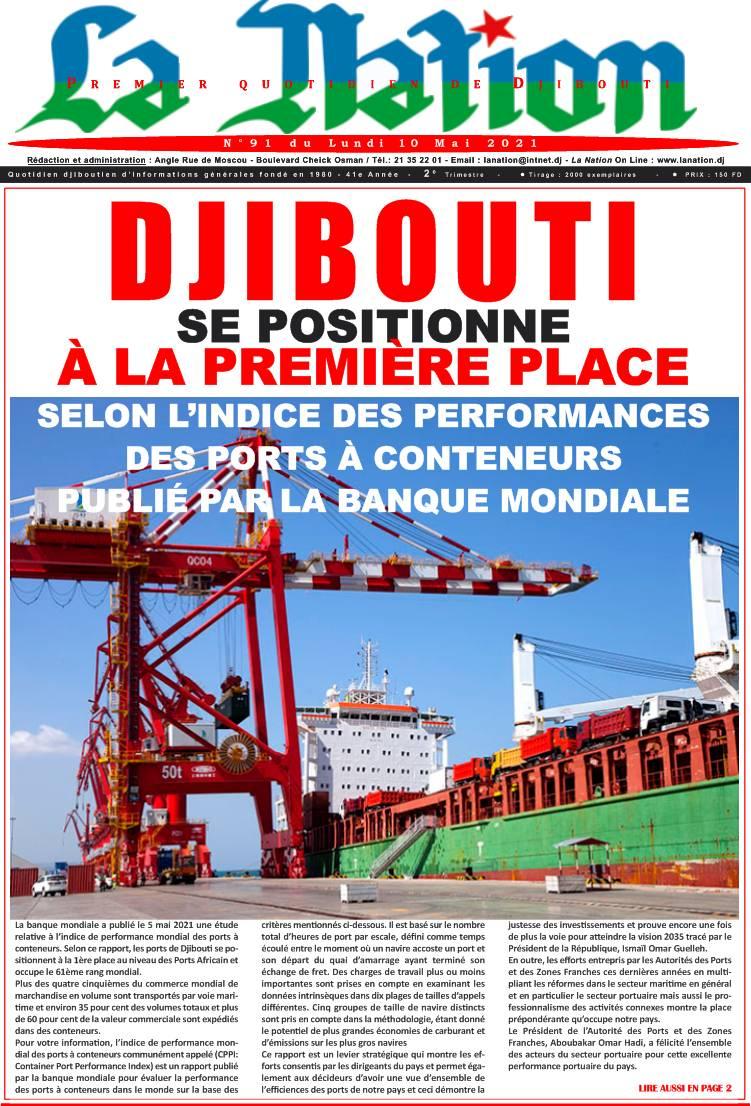 La Nation
PREMIER QUOTIDIEN DE DJIBOUTI
N°91 du Lundi 10 Mai 2021
Rédaction et administration : Angle Rue de Moscou - Boulevard Cheick Osman / Tél.: 21 35 22 01 - Email : lanation@intnet.dj - La Nation On Line : www.lanation.dj
Quotidien djiboutien d'informations générales fondé en 1980 - 41e Année - 2e Trimestre - • Tirage : 2000 exemplaires - • PRIX : 150 FD
DJIBOUTI
SE POSITIONNE
À LA PREMIÈRE PLACE
SELON L'INDICE DES PERFORMANCES
DES PORTS À CONTENEURS
PUBLIÉ PAR LA BANQUE MONDIALE
QC04
50t
La banque mondiale a publié le 5 mai 2021 une étude
relative à l'indice de performance mondial des ports à
conteneurs. Selon ce rapport, les ports de Djibouti se po-
sitionnent à la 1ère place au niveau des Ports Africain et
occupe le 61ème rang mondial.
Plus des quatre cinquièmes du commerce mondial de
marchandise en volume sont transportés par voie mari-
time et environ 35 pour cent des volumes totaux et plus
de 60 pour cent de la valeur commerciale sont expédiés
dans des conteneurs.
Pour votre information, l'indice de performance mon-
dial des ports à conteneurs communément appelé (CPPI:
Container Port Performance Index) est un rapport publié
par la banque mondiale pour évaluer la performance
des ports à conteneurs dans le monde sur la base des
critères mentionnés ci-dessous. Il est basé sur le nombre
total d'heures de port par escale, défini comme temps
écoulé entre le moment où un navire accoste un port et
son départ du quai d'amarrage ayant terminé son
échange de fret. Des charges de travail plus ou moins
importantes sont prises en compte en examinant les
données intrinsèques dans dix plages de tailles d'appels
différentes. Cinq groupes de taille de navire distincts
sont pris en compte dans la méthodologie, étant donné
le potentiel de plus grandes économies de carburant et
d'émissions sur les plus gros navires
Ce rapport est un levier stratégique qui montre les ef-
forts consentis par les dirigeants du pays et permet éga-
lement aux décideurs d'avoir une vue d'ensemble de
l'efficiences des ports de notre pays et ceci démontre la
justesse des investissements et prouve encore une fois
de plus la voie pour atteindre la vision 2035 tracé par le
Président de la République, Ismaïl Omar Guelleh.
En outre, les efforts entrepris par les Autorités des Ports
et des Zones Franches ces dernières années en multi-
pliant les réformes dans le secteur maritime en général
et en particulier le secteur portuaire mais aussi le pro-
fessionnalisme des activités connexes montre la place
prépondérante qu'occupe notre pays.
Le Président de l'Autorité des Ports et des Zones
Franches, Aboubakar Omar Hadi, a félicité l'ensemble
des acteurs du secteur portuaire pour cette excellente
performance portuaire du pays.
LIRE AUSSI EN PAGE 2